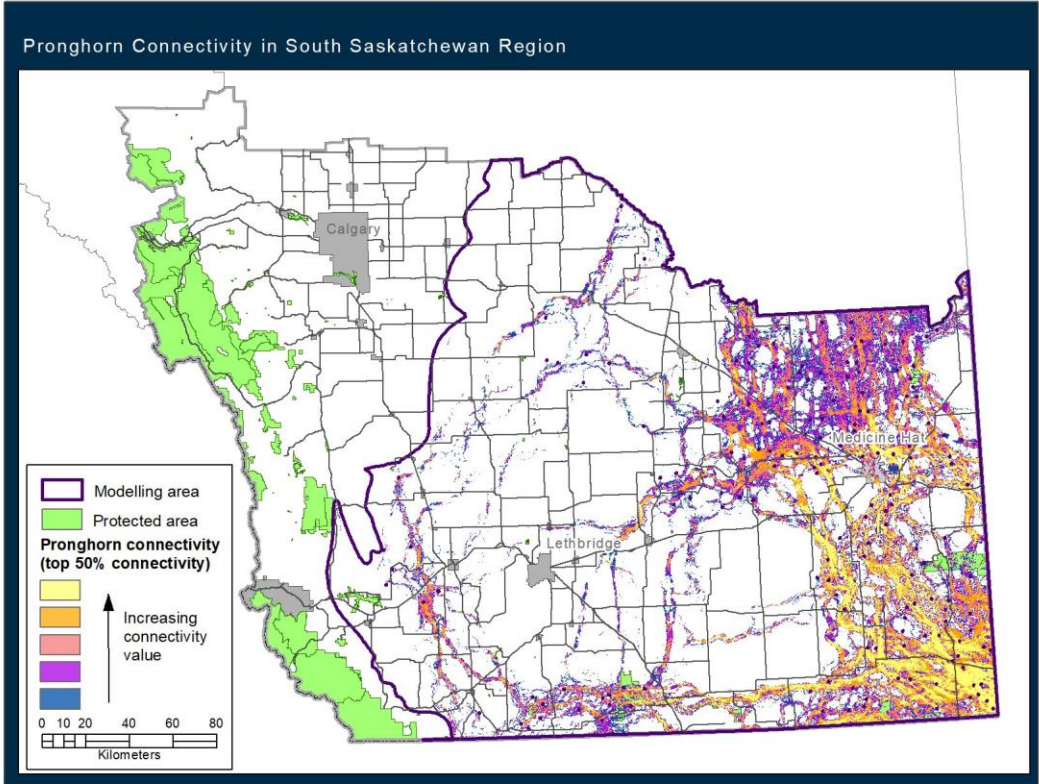 Pronghorn Connectivity in South Saskatchewan Region
Calgary
Medicine Hat
Lethbridge
Modelling area
Protected area
Pronghorn connectivity
(top 50% connectivity)
Increasing
connectivity
value
0 10 20 40 60 80
Kilometers